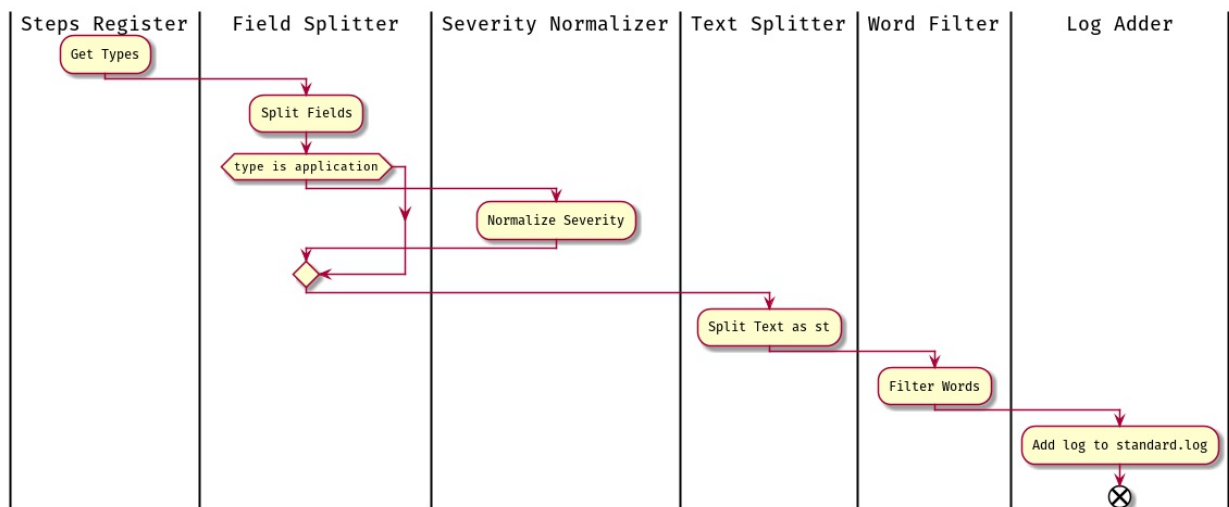 Steps Register Field Splitter Severity Normalizer Text Splitter Word Filter Log Adder
Get Types
Split Fields
type is application
Normalize Severity
Split Text as st
Filter Words
Add log to standard.log